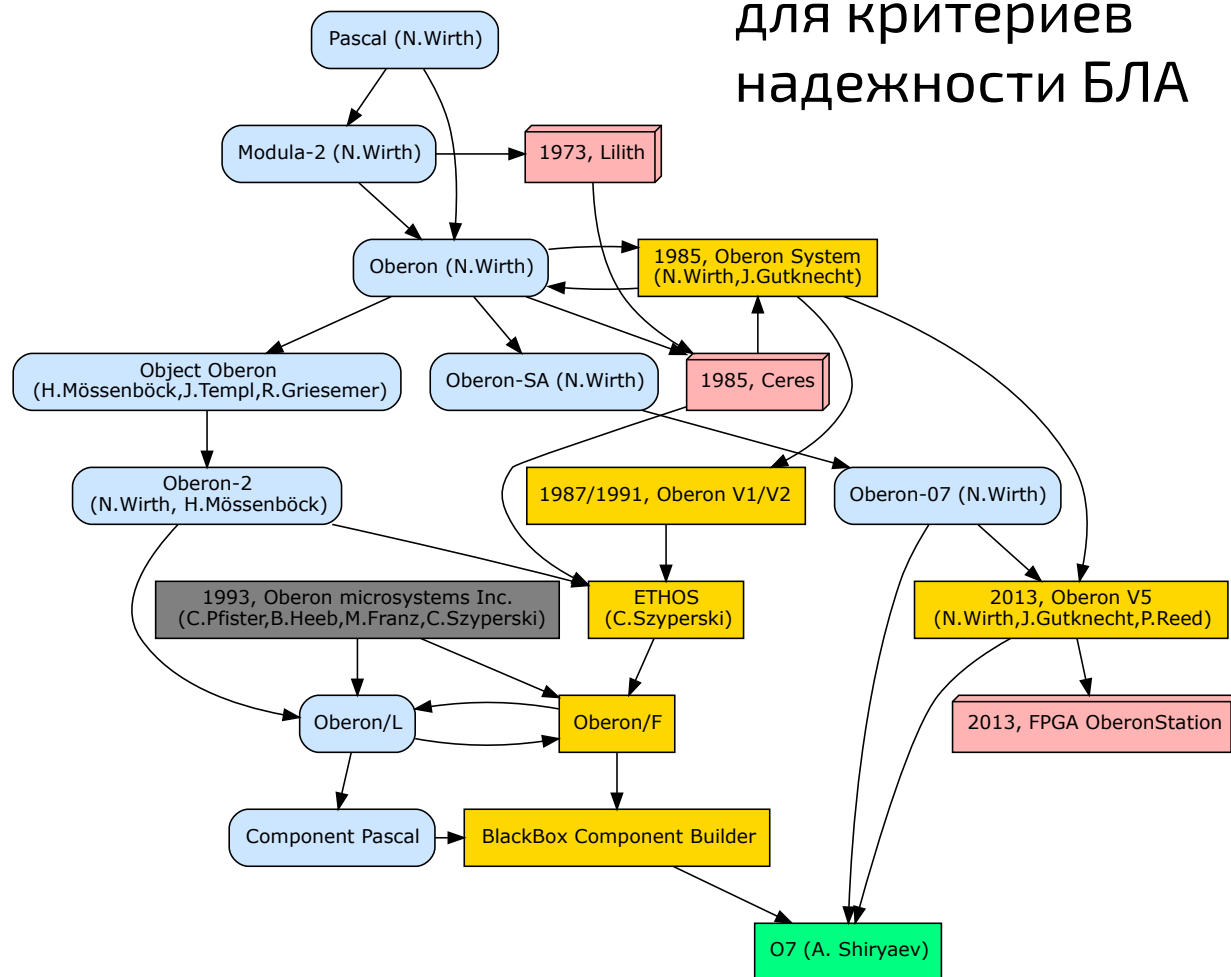 для критериев
надежности БЛА
Pascal (N.Wirth)
Modula-2 (N.Wirth)
1973, Lilith
Oberon (N.Wirth)
1985, Oberon System
(N.Wirth,J.Gutknecht)
Object Oberon
(H.Mössenböck,J.Templ,R.Griesemer)
Oberon-SA (N.Wirth)
1985, Ceres
Oberon-2
(N.Wirth, H.Mössenböck)
1987/1991, Oberon V1/V2
Oberon-07 (N.Wirth)
1993, Oberon microsystems Inc.
(C.Pfister,B.Heeb,M.Franz,C.Szyperski)
ETHOS
(C.Szyperski)
2013, Oberon V5
(N.Wirth,J.Gutknecht,P.Reed)
Oberon/L
Oberon/F
2013, FPGA OberonStation
Component Pascal
BlackBox Component Builder
O7 (A. Shiryaev)